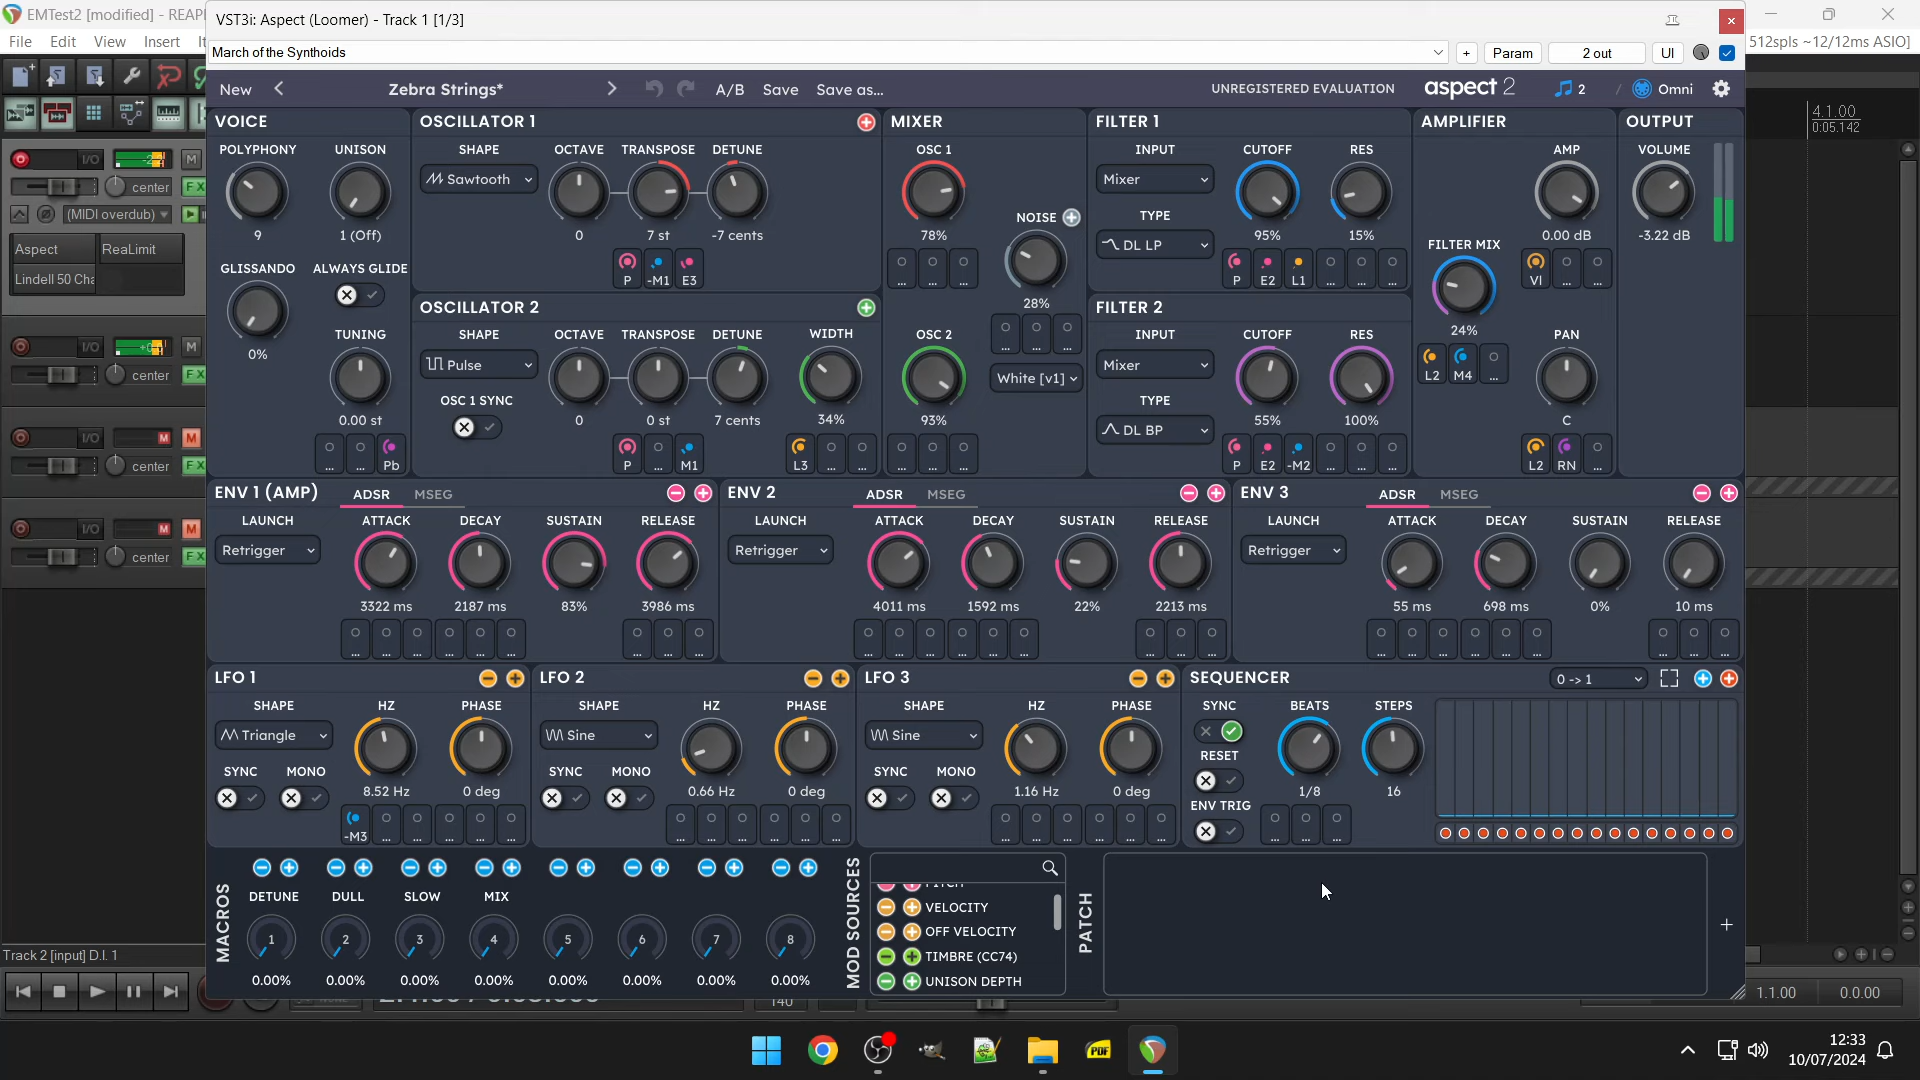 EMTest2 [modified] - REAP
VST3i: Aspect (Loomer) - Track 1 [1/3]
File Edit View Insert
March of the Synthoids
+ Param 2 out UI
512spls ~12/12ms ASIO]
New Zebra Strings* A/B Save Save as... UNREGISTERED EVALUATION aspect 2 2 / Omni
4.1.00
0:05.142
VOICE OSCILLATOR 1 MIXER FILTER 1 AMPLIFIER OUTPUT
POLYPHONY UNISON SHAPE OCTAVE TRANSPOSE DETUNE OSC 1 INPUT CUTOFF RES AMP VOLUME
Sawtooth Mixer
9 1 (Off) 0 7 st -7 cents 78% NOISE TYPE 95% 15% 0.00 dB -3.22 dB
DL LP FILTER MIX
GLISSANDO ALWAYS GLIDE P -M1 E3 ... ... ... P E2 L1 ... ... ... VI ... ...
OSCILLATOR 2 28% FILTER 2
TUNING SHAPE OCTAVE TRANSPOSE DETUNE WIDTH OSC 2 ... ... ... INPUT CUTOFF RES 24% PAN
0% Pulse White [v1] Mixer L2 M4 ...
OSC 1 SYNC TYPE
0.00 st 0 0 st 7 cents 34% 93% DL BP 55% 100% C
... ... Pb P ... M1 L3 ... ... ... ... ... P E2 -M2 ... ... ... L2 RN ...
ENV 1 (AMP) ADSR MSEG ENV 2 ADSR MSEG ENV 3 ADSR MSEG
LAUNCH ATTACK DECAY SUSTAIN RELEASE LAUNCH ATTACK DECAY SUSTAIN RELEASE LAUNCH ATTACK DECAY SUSTAIN RELEASE
Retrigger Retrigger Retrigger
3322 ms 2187 ms 83% 3986 ms 4011 ms 1592 ms 22% 2213 ms 55 ms 698 ms 0% 10 ms
... ... ... ... ... ... ... ... ... ... ... ... ... ... ... ... ... ... ... ... ... ... ... ... ... ... ...
LFO 1 LFO 2 LFO 3 SEQUENCER 0 -> 1
SHAPE HZ PHASE SHAPE HZ PHASE SHAPE HZ PHASE SYNC BEATS STEPS
Triangle Sine Sine
RESET
SYNC MONO SYNC MONO SYNC MONO
8.52 Hz 0 deg 0.66 Hz 0 deg 1.16 Hz 0 deg 1/8 16
ENV TRIG
-M3 ... ... ... ... ... ... ... ... ... ... ... ... ... ... ... ... ... ... ... ...
MACROS
DETUNE DULL SLOW MIX
1 2 3 4 5 6 7 8
0.00% 0.00% 0.00% 0.00% 0.00% 0.00% 0.00% 0.00%
MOD SOURCES
VELOCITY
OFF VELOCITY
TIMBRE (CC74)
UNISON DEPTH
PATCH
+
I/O M
center FX
(MIDI overdub)
Aspect ReaLimit
Lindell 50 Cha
I/O M
center FX
I/O M M
center FX
I/O M M
center FX
Track 2 [input] D.I. 1
140
1.1.00 0.0.00
PDF
12:33
10/07/2024